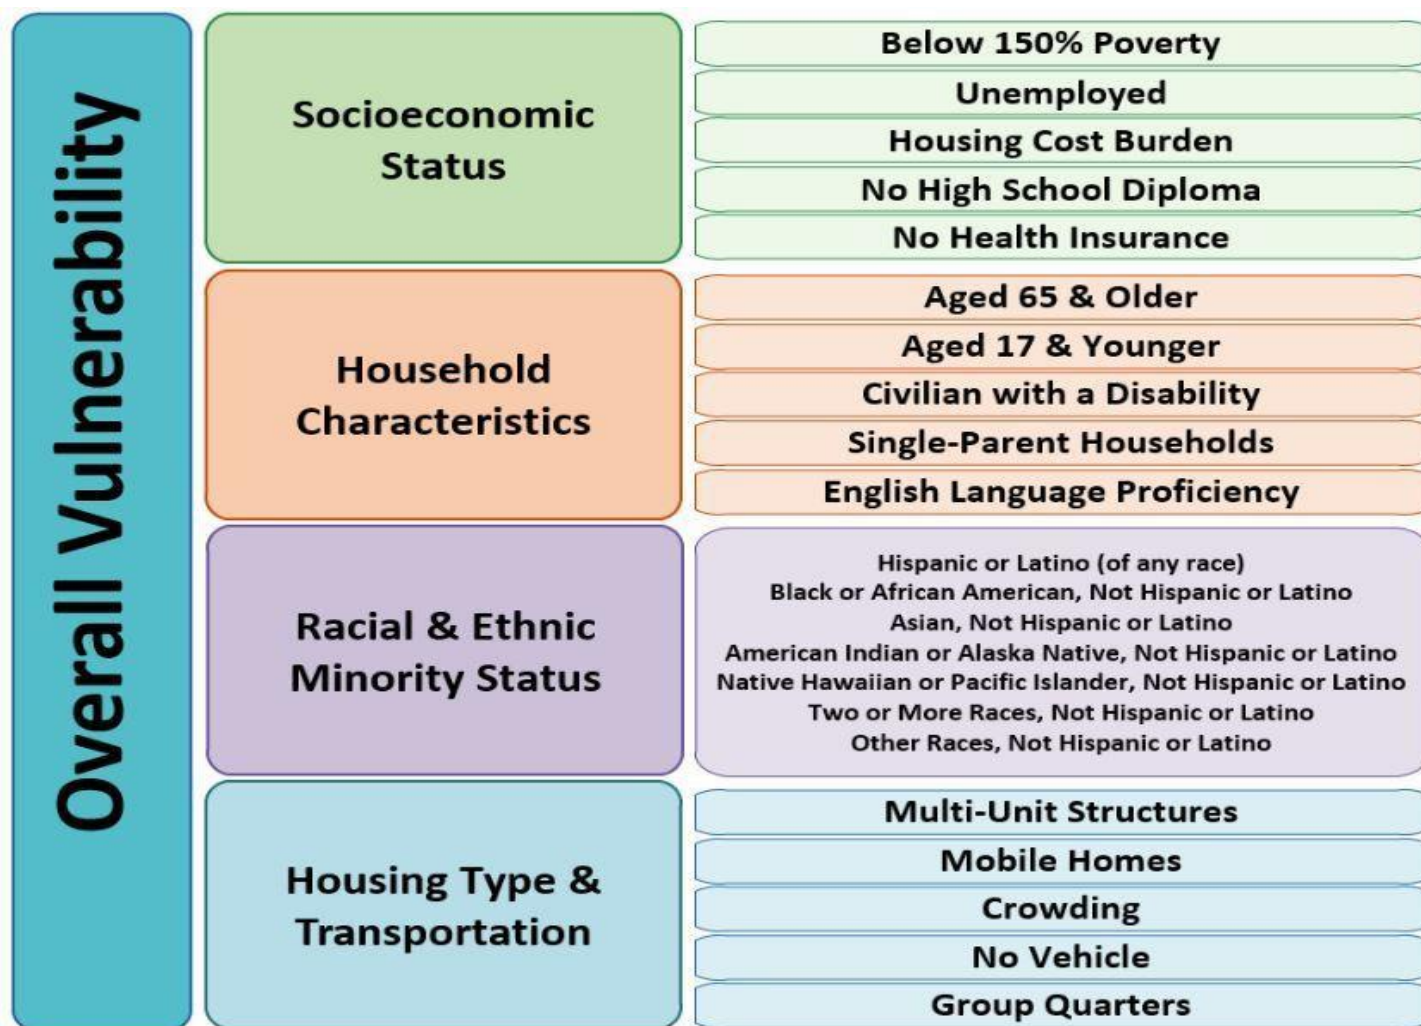 Overall Vulnerability
Socioeconomic
Status
Below 150% Poverty
Unemployed
Housing Cost Burden
No High School Diploma
No Health Insurance
Household
Characteristics
Aged 65 & Older
Aged 17 & Younger
Civilian with a Disability
Single-Parent Households
English Language Proficiency
Racial & Ethnic
Minority Status
Hispanic or Latino (of any race)
Black or African American, Not Hispanic or Latino
Asian, Not Hispanic or Latino
American Indian or Alaska Native, Not Hispanic or Latino
Native Hawaiian or Pacific Islander, Not Hispanic or Latino
Two or More Races, Not Hispanic or Latino
Other Races, Not Hispanic or Latino
Housing Type &
Transportation
Multi-Unit Structures
Mobile Homes
Crowding
No Vehicle
Group Quarters